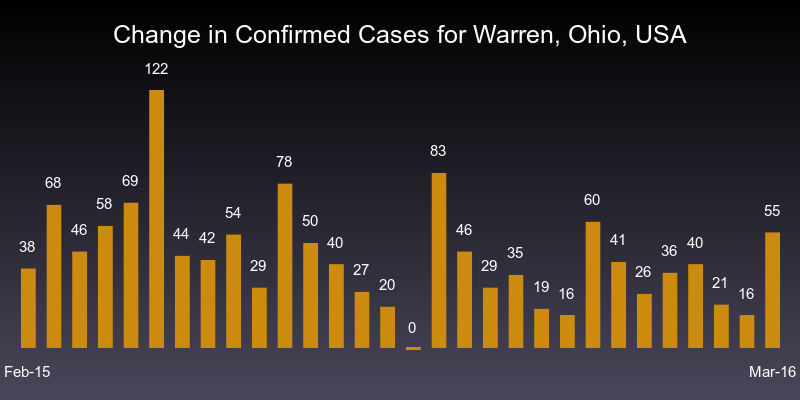 Change in Confirmed Cases for Warren, Ohio, USA
38 68 46 58 69 122 44 42 54 29 78 50 40 27 20 0 83 46 29 35 19 16 60 41 26 36 40 21 16 55
Feb-15 Mar-16